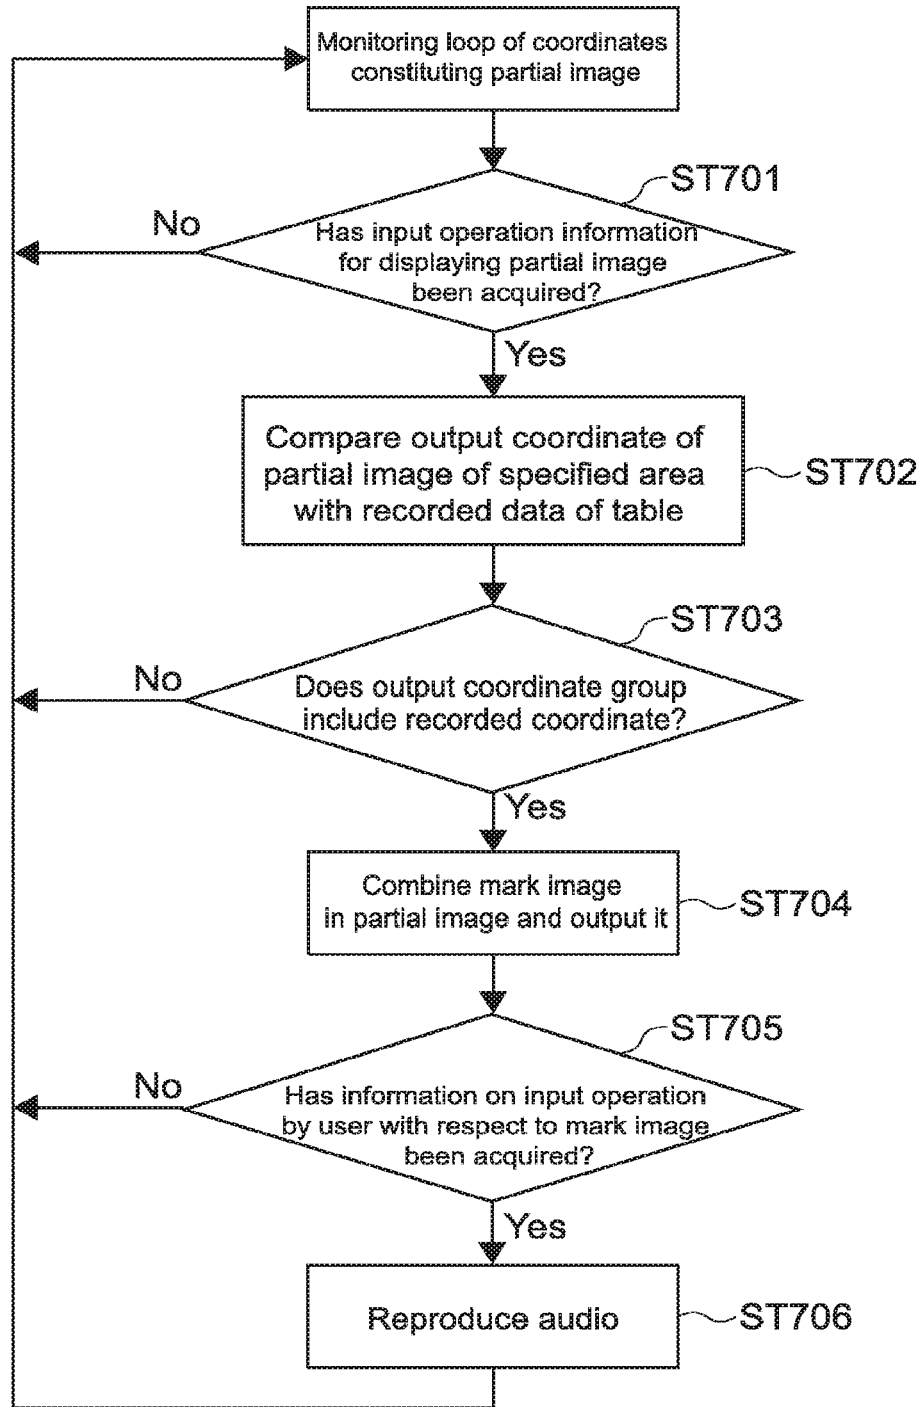 Monitoring loop of coordinates
constituting partial image
ST701
No
Has input operation information
for displaying partial image
been acquired?
Yes
Compare output coordinate of
partial image of specified area
with recorded data of table
ST702
ST703
No
Does output coordinate group
include recorded coordinate?
Yes
Combine mark image
in partial image and output it
ST704
ST705
No
Has information on input operation
by user with respect to mark image
been acquired?
Yes
Reproduce audio
ST706